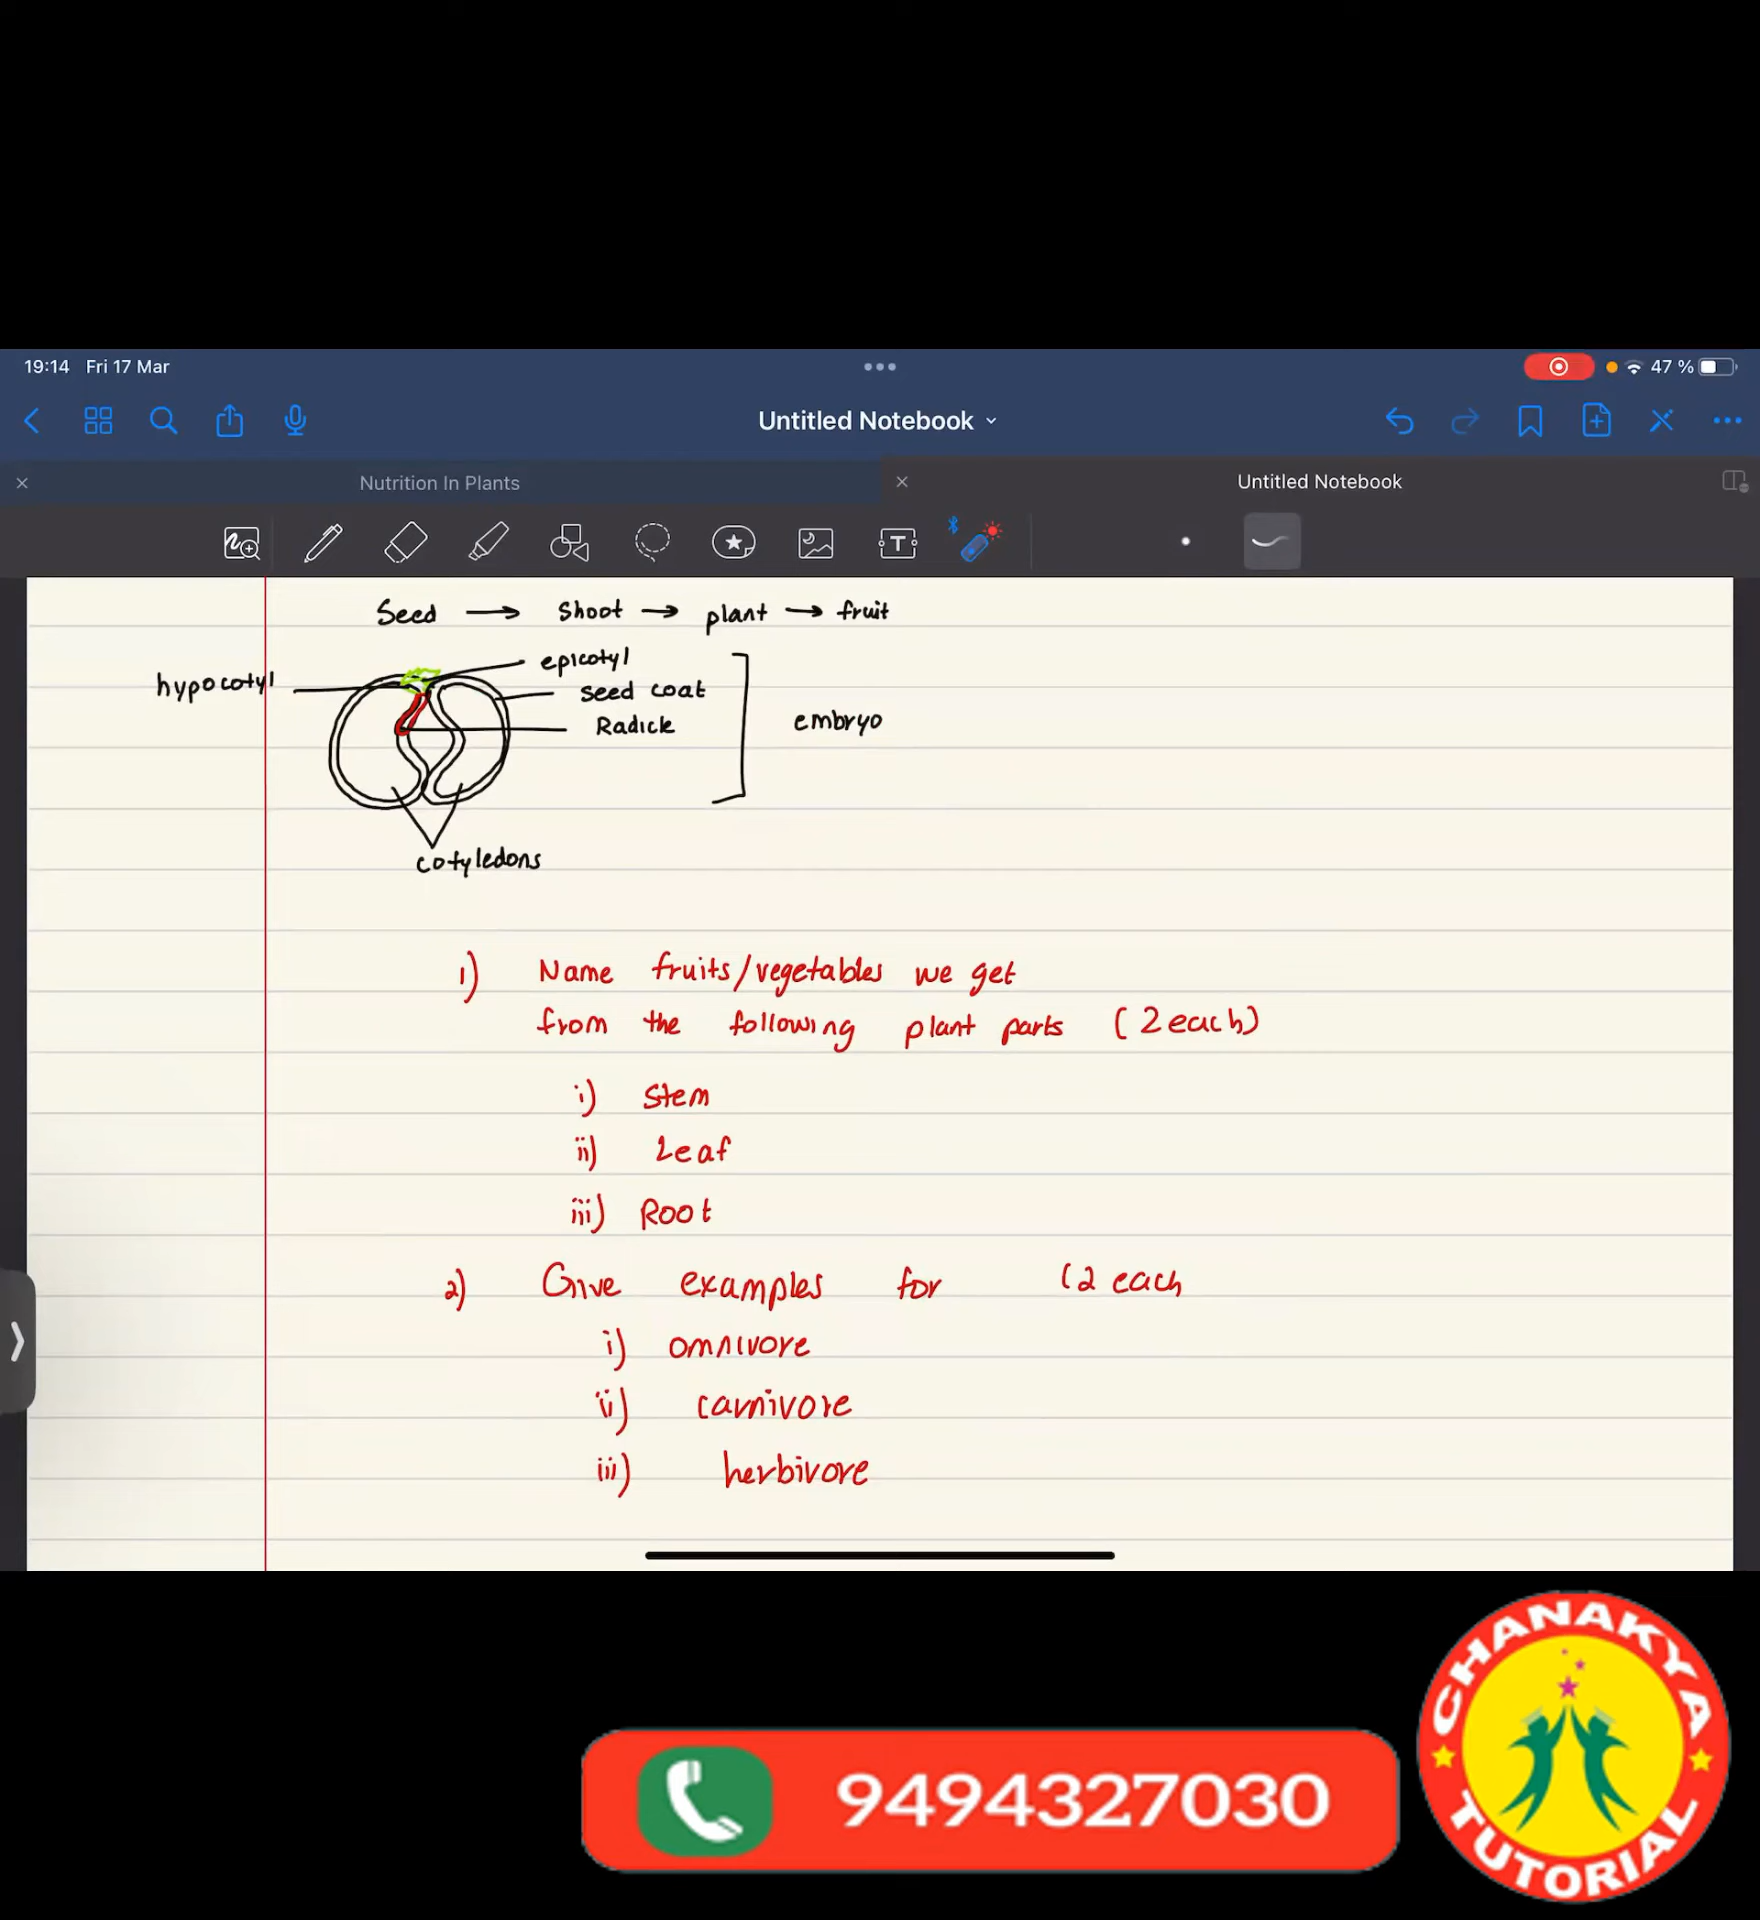 19:14 Fri 17 Mar
47 %
Untitled Notebook
Nutrition In Plants
Untitled Notebook
T
Seed → Shoot → plant → fruit
hypocotyl
epicotyl
seed coat
Radicle
embryo
cotyledons
1) Name fruits/vegetables we get
from the following plant parts (2 each)
i) Stem
ii) Leaf
iii) Root
2) Give examples for (2 each
i) omnivore
ii) carnivore
iii) herbivore
9494327030
CHANAKYA
TUTORIAL